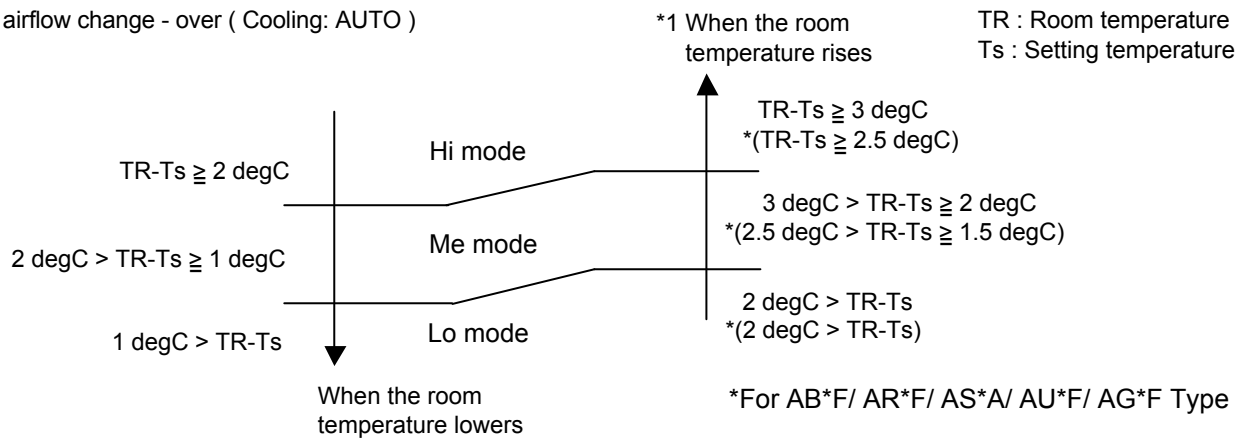 airflow change - over ( Cooling: AUTO )
*1 When the room
temperature rises
TR : Room temperature
Ts : Setting temperature
TR-Ts ≧ 3 degC
*(TR-Ts ≧ 2.5 degC)
Hi mode
TR-Ts ≧ 2 degC
3 degC > TR-Ts ≧ 2 degC
*(2.5 degC > TR-Ts ≧ 1.5 degC)
Me mode
2 degC > TR-Ts ≧ 1 degC
2 degC > TR-Ts
*(2 degC > TR-Ts)
Lo mode
1 degC > TR-Ts
When the room
temperature lowers
*For AB*F/ AR*F/ AS*A/ AU*F/ AG*F Type